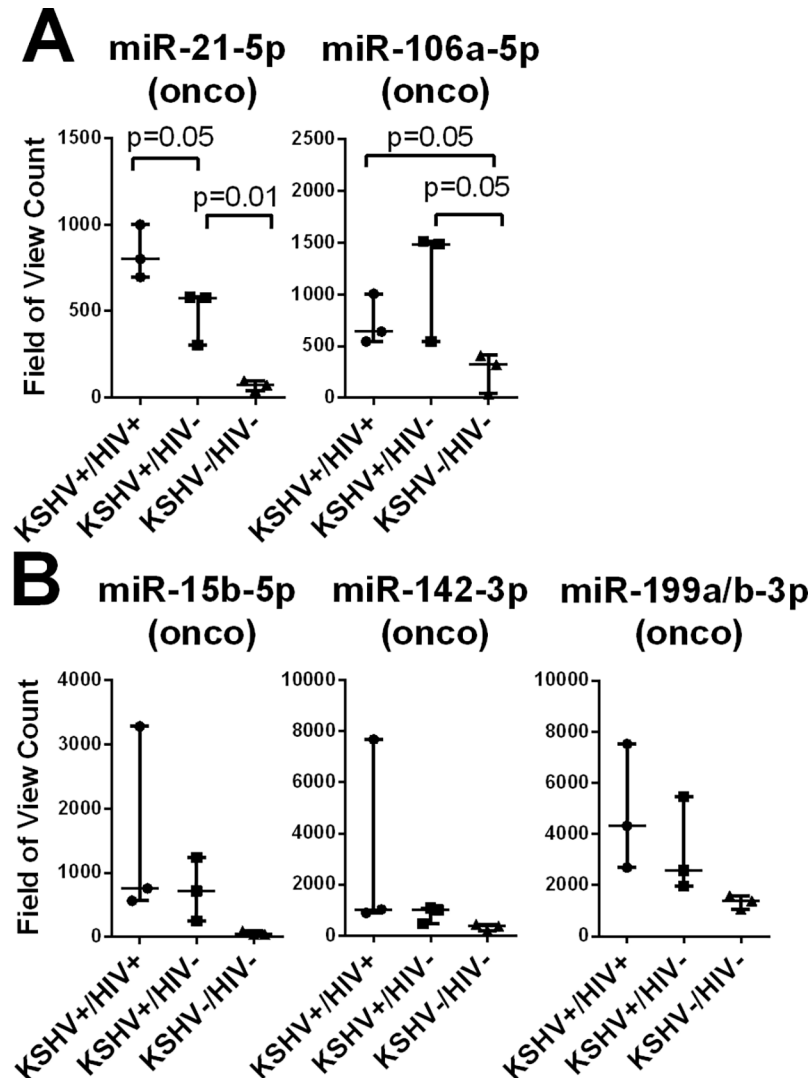 A
miR-21-5p
(onco)
miR-106a-5p
(onco)
Field of View Count
1500
1000
500
0
p=0.05
p=0.01
KSHV+/HIV+
KSHV+/HIV-
KSHV-/HIV-
2500
2000
1500
1000
500
0
p=0.05
p=0.05
KSHV+/HIV+
KSHV+/HIV-
KSHV-/HIV-
B
miR-15b-5p
(onco)
miR-142-3p
(onco)
miR-199a/b-3p
(onco)
Field of View Count
4000
3000
2000
1000
0
KSHV+/HIV+
KSHV+/HIV-
KSHV-/HIV-
10000
8000
6000
4000
2000
0
KSHV+/HIV+
KSHV+/HIV-
KSHV-/HIV-
10000
8000
6000
4000
2000
0
KSHV+/HIV+
KSHV+/HIV-
KSHV-/HIV-